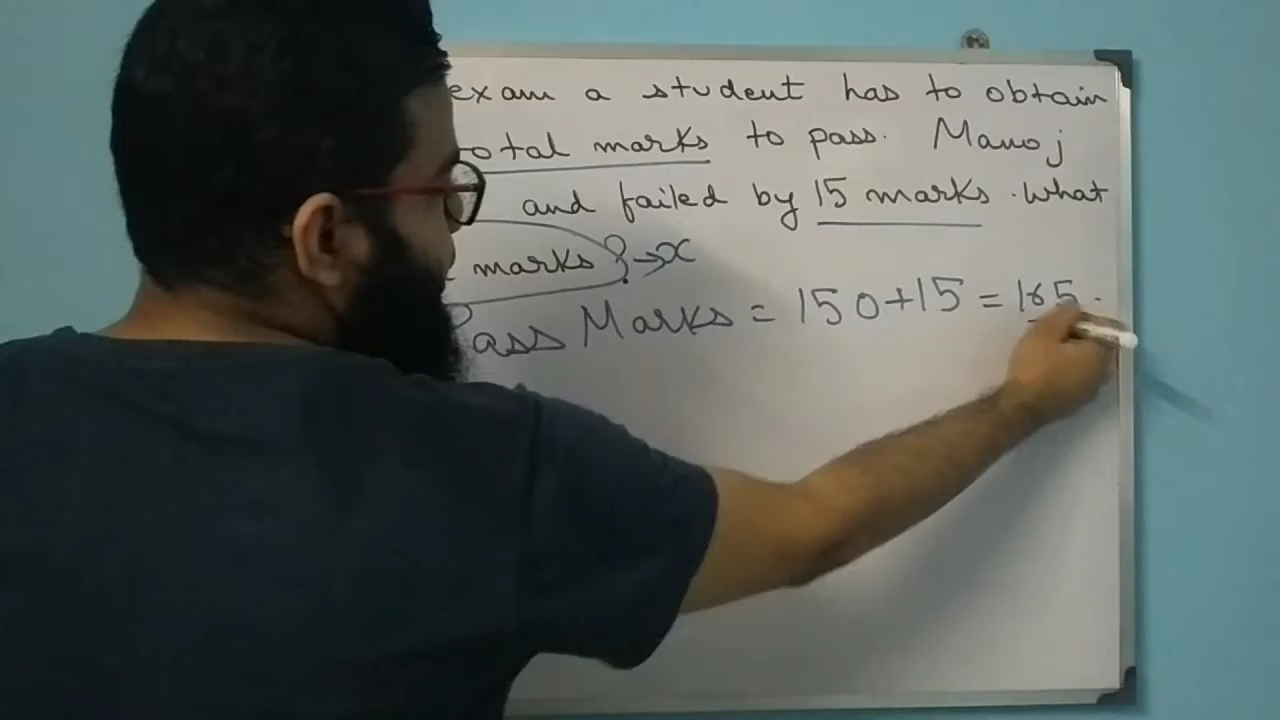 exam a student has to obtain
total marks to pass. Manoj
and failed by 15 marks. What
marks? → x
Pass Marks = 150 + 15 = 165.